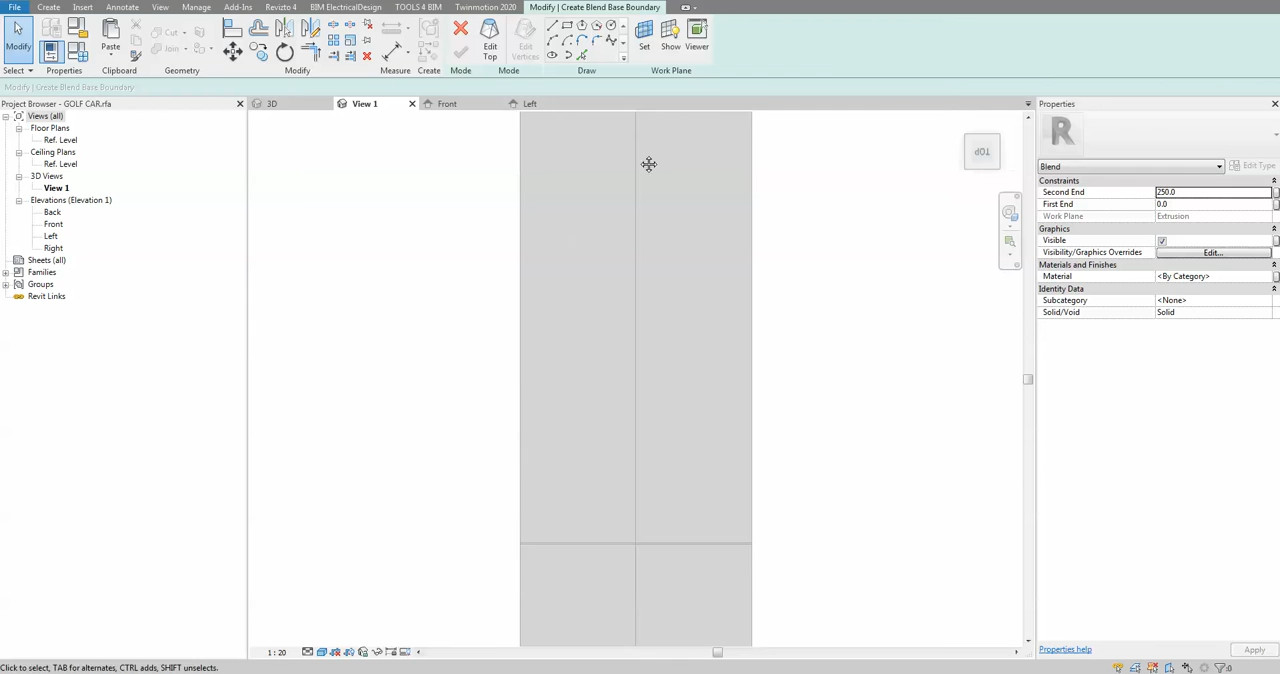 File Create Insert Annotate View Manage Add-Ins Revizto 4 BIM ElectricalDesign TOOLS 4 BIM Twinmotion 2020 Modify | Create Blend Base Boundary
Modify
Paste
Cut
Join
Edit
Top
Edit
Vertices
Set Show Viewer
Select Properties Clipboard Geometry Modify Measure Create Mode Mode Draw Work Plane
Modify | Create Blend Base Boundary
Project Browser - GOLF CAR.rfa
3D View 1 Front Left
Properties
Views (all)
Floor Plans
Ref. Level
Ceiling Plans
Ref. Level
3D Views
View 1
Elevations (Elevation 1)
Back
Front
Left
Right
Sheets (all)
Families
Groups
Revit Links
TOP
R
Blend Edit Type
Constraints
Second End 250.0
First End 0.0
Work Plane Extrusion
Graphics
Visible
Visibility/Graphics Overrides Edit...
Materials and Finishes
Material <By Category>
Identity Data
Subcategory <None>
Solid/Void Solid
Properties help Apply
1 : 20
Click to select, TAB for alternates, CTRL adds, SHIFT unselects.
:0